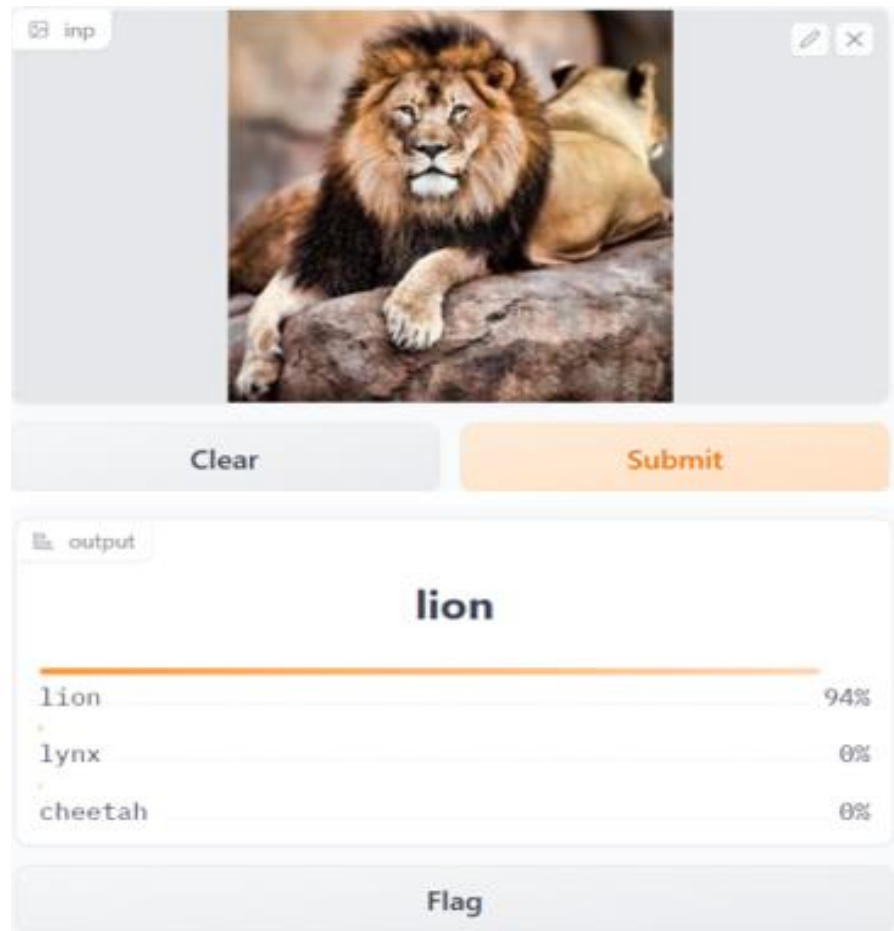 inp
Clear
Submit
output
lion
lion 94%
lynx 0%
cheetah 0%
Flag